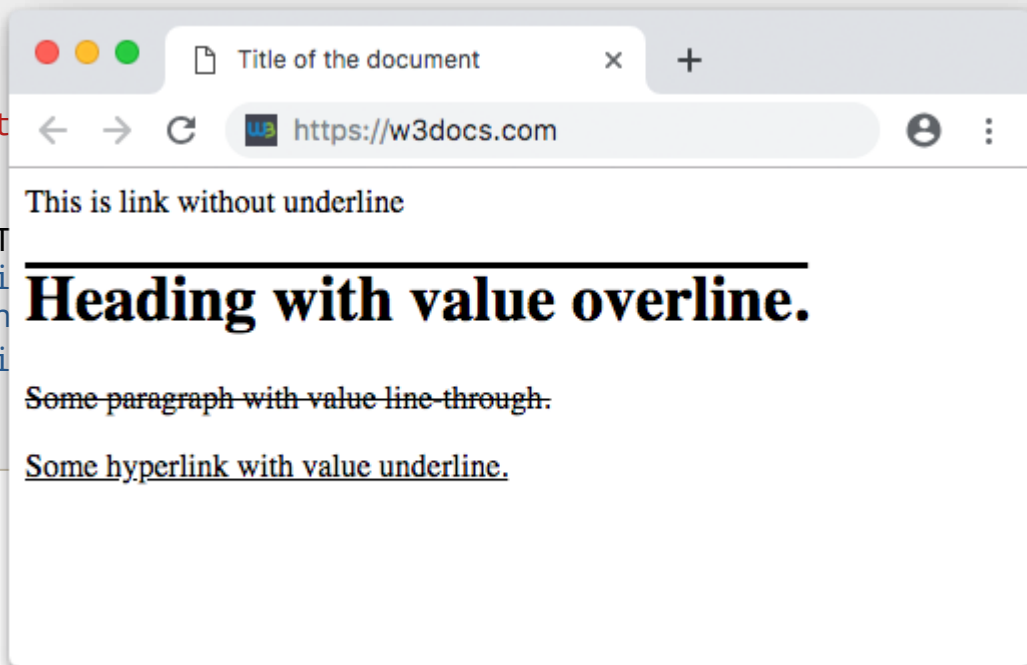 Title of the document
https://w3docs.com
This is link without underline
Heading with value overline.
Some paragraph with value line-through.
Some hyperlink with value underline.